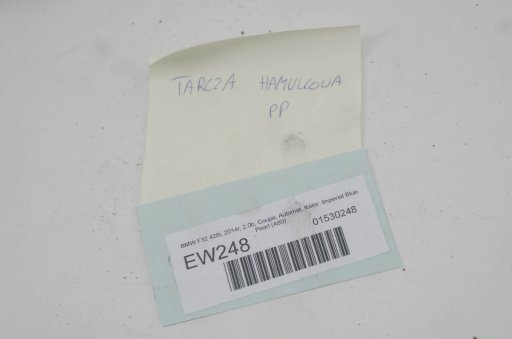 TARCZA HAMULCOWA
PP
BMW F32 428i, 2014r, 2.0b, Coupe, Automat, Kolor: Imperial Blue
Pearl (A89)
EW248
01530248